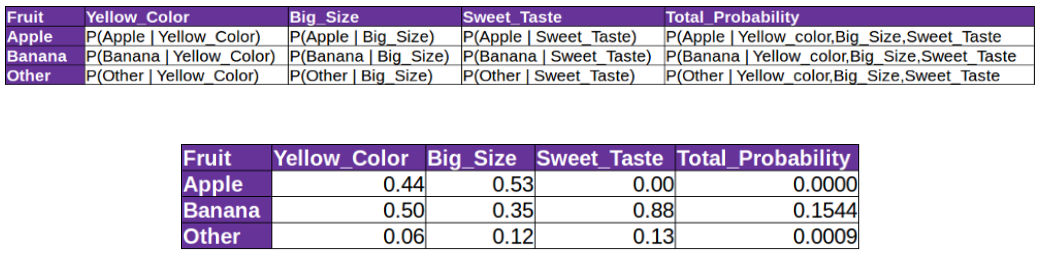 Fruit Yellow_Color Big_Size Sweet_Taste Total_Probability
Apple P(Apple | Yellow_Color) P(Apple | Big_Size) P(Apple | Sweet_Taste) P(Apple | Yellow_color,Big_Size,Sweet_Taste
Banana P(Banana | Yellow_Color) P(Banana | Big_Size) P(Banana | Sweet_Taste) P(Banana | Yellow_color,Big_Size,Sweet_Taste
Other P(Other | Yellow_Color) P(Other | Big_Size) P(Other | Sweet_Taste) P(Other | Yellow_color,Big_Size,Sweet_Taste
Fruit Yellow_Color Big_Size Sweet_Taste Total_Probability
Apple 0.44 0.53 0.00 0.0000
Banana 0.50 0.35 0.88 0.1544
Other 0.06 0.12 0.13 0.0009